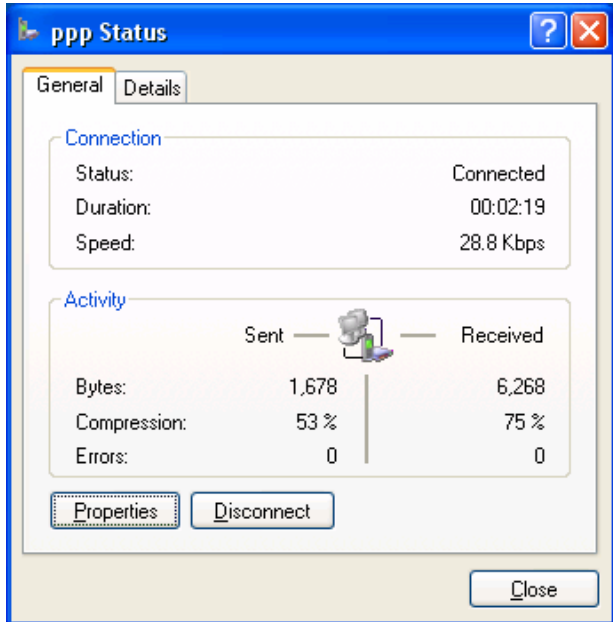 ppp Status
General Details
Connection
Status: Connected
Duration: 00:02:19
Speed: 28.8 Kbps
Activity
Sent Received
Bytes: 1,678 6,268
Compression: 53 % 75 %
Errors: 0 0
Properties Disconnect
Close